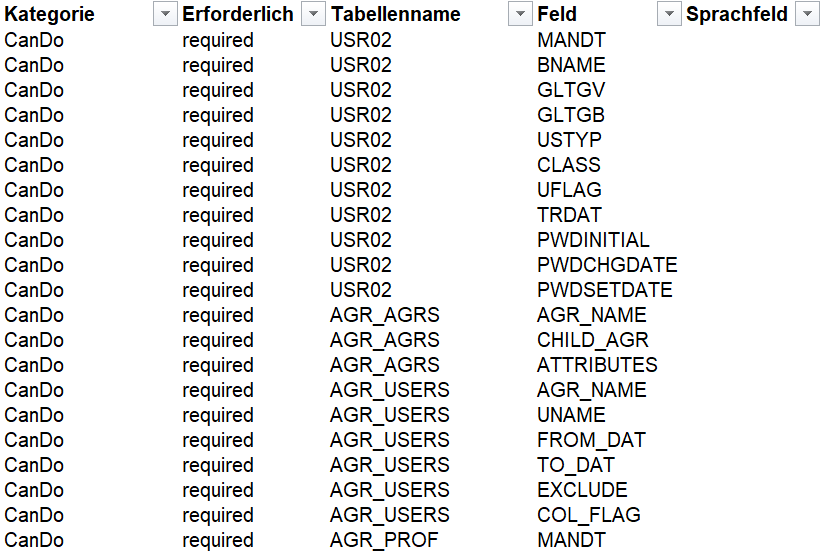 Kategorie Erforderlich Tabellenname Feld Sprachfeld
CanDo required USR02 MANDT
CanDo required USR02 BNAME
CanDo required USR02 GLTGV
CanDo required USR02 GLTGB
CanDo required USR02 USTYP
CanDo required USR02 CLASS
CanDo required USR02 UFLAG
CanDo required USR02 TRDAT
CanDo required USR02 PWDINITIAL
CanDo required USR02 PWDCHGDATE
CanDo required USR02 PWDSETDATE
CanDo required AGR_AGRS AGR_NAME
CanDo required AGR_AGRS CHILD_AGR
CanDo required AGR_AGRS ATTRIBUTES
CanDo required AGR_USERS AGR_NAME
CanDo required AGR_USERS UNAME
CanDo required AGR_USERS FROM_DAT
CanDo required AGR_USERS TO_DAT
CanDo required AGR_USERS EXCLUDE
CanDo required AGR_USERS COL_FLAG
CanDo required AGR_PROF MANDT